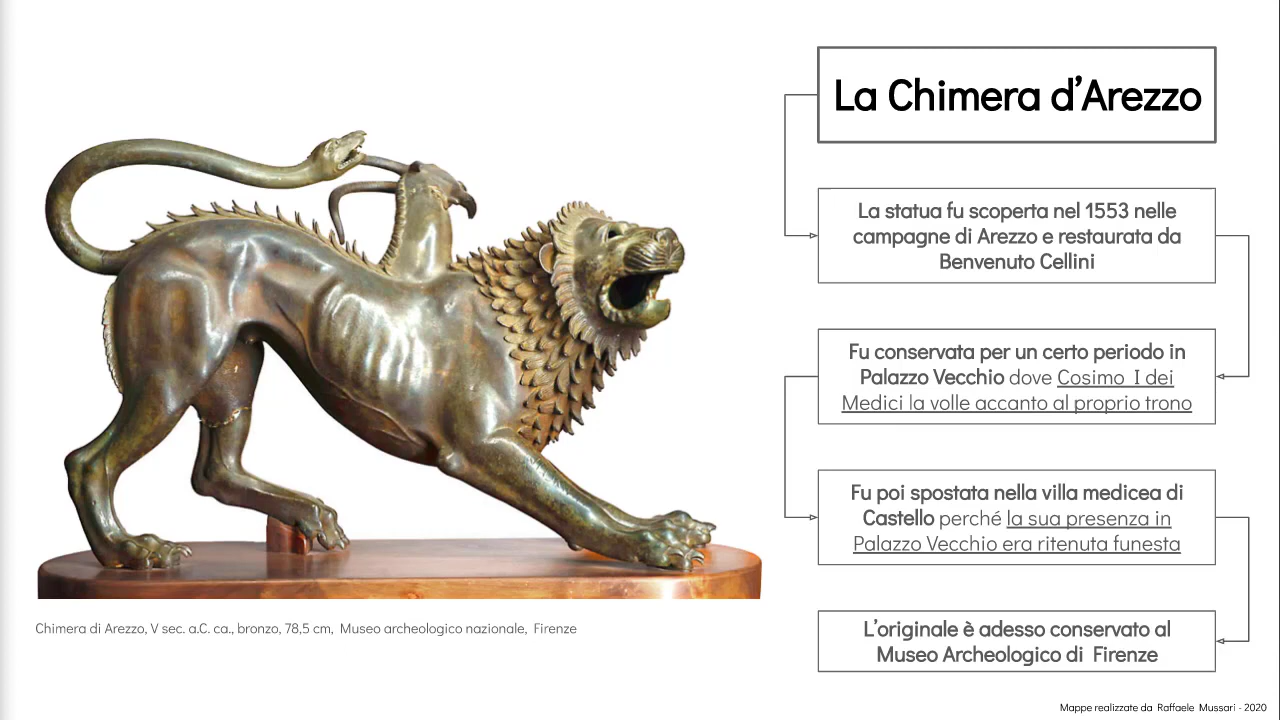 La Chimera d'Arezzo
La statua fu scoperta nel 1553 nelle
campagne di Arezzo e restaurata da
Benvenuto Cellini
Fu conservata per un certo periodo in
Palazzo Vecchio dove Cosimo I dei
Medici la volle accanto al proprio trono
Fu poi spostata nella villa medicea di
Castello perché la sua presenza in
Palazzo Vecchio era ritenuta funesta
L'originale è adesso conservato al
Museo Archeologico di Firenze
Chimera di Arezzo, V sec. a.C. ca., bronzo, 78,5 cm, Museo archeologico nazionale, Firenze
Mappe realizzate da Raffaele Mussari - 2020